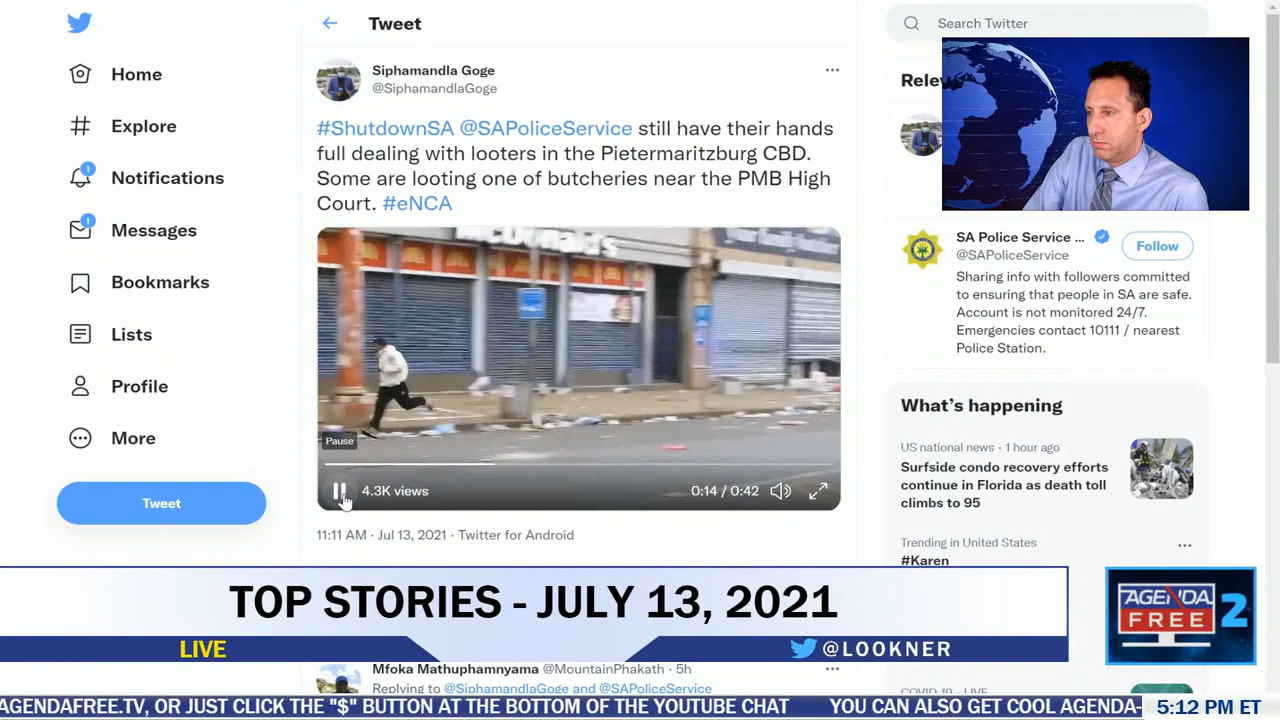 Tweet
Search Twitter
Home
Explore
1
Notifications
1
Messages
Bookmarks
Lists
Profile
More
Tweet
Siphamandla Goge
@SiphamandlaGoge
#ShutdownSA @SAPoliceService still have their hands
full dealing with looters in the Pietermaritzburg CBD.
Some are looting one of butcheries near the PMB High
Court. #eNCA
McDonald's
Pause
4.3K views
0:14 / 0:42
11:11 AM · Jul 13, 2021 · Twitter for Android
SA Police Service ...
@SAPoliceService
Follow
Sharing info with followers committed
to ensuring that people in SA are safe.
Account is not monitored 24/7.
Emergencies contact 10111 / nearest
Police Station.
What's happening
US national news · 1 hour ago
Surfside condo recovery efforts
continue in Florida as death toll
climbs to 95
Trending in United States
#Karen
TOP STORIES - JULY 13, 2021
LIVE
@LOOKNER
AGENDA
FREE
2
Mfoka Mathuphamnyama @MountainPhakath · 5h
Replying to @SiphamandlaGoge and @SAPoliceService
COVID-19 · LIVE
AGENDAFREE.TV, OR JUST CLICK THE "$" BUTTON AT THE BOTTOM OF THE YOUTUBE CHAT YOU CAN ALSO GET COOL AGENDA-
5:12 PM ET